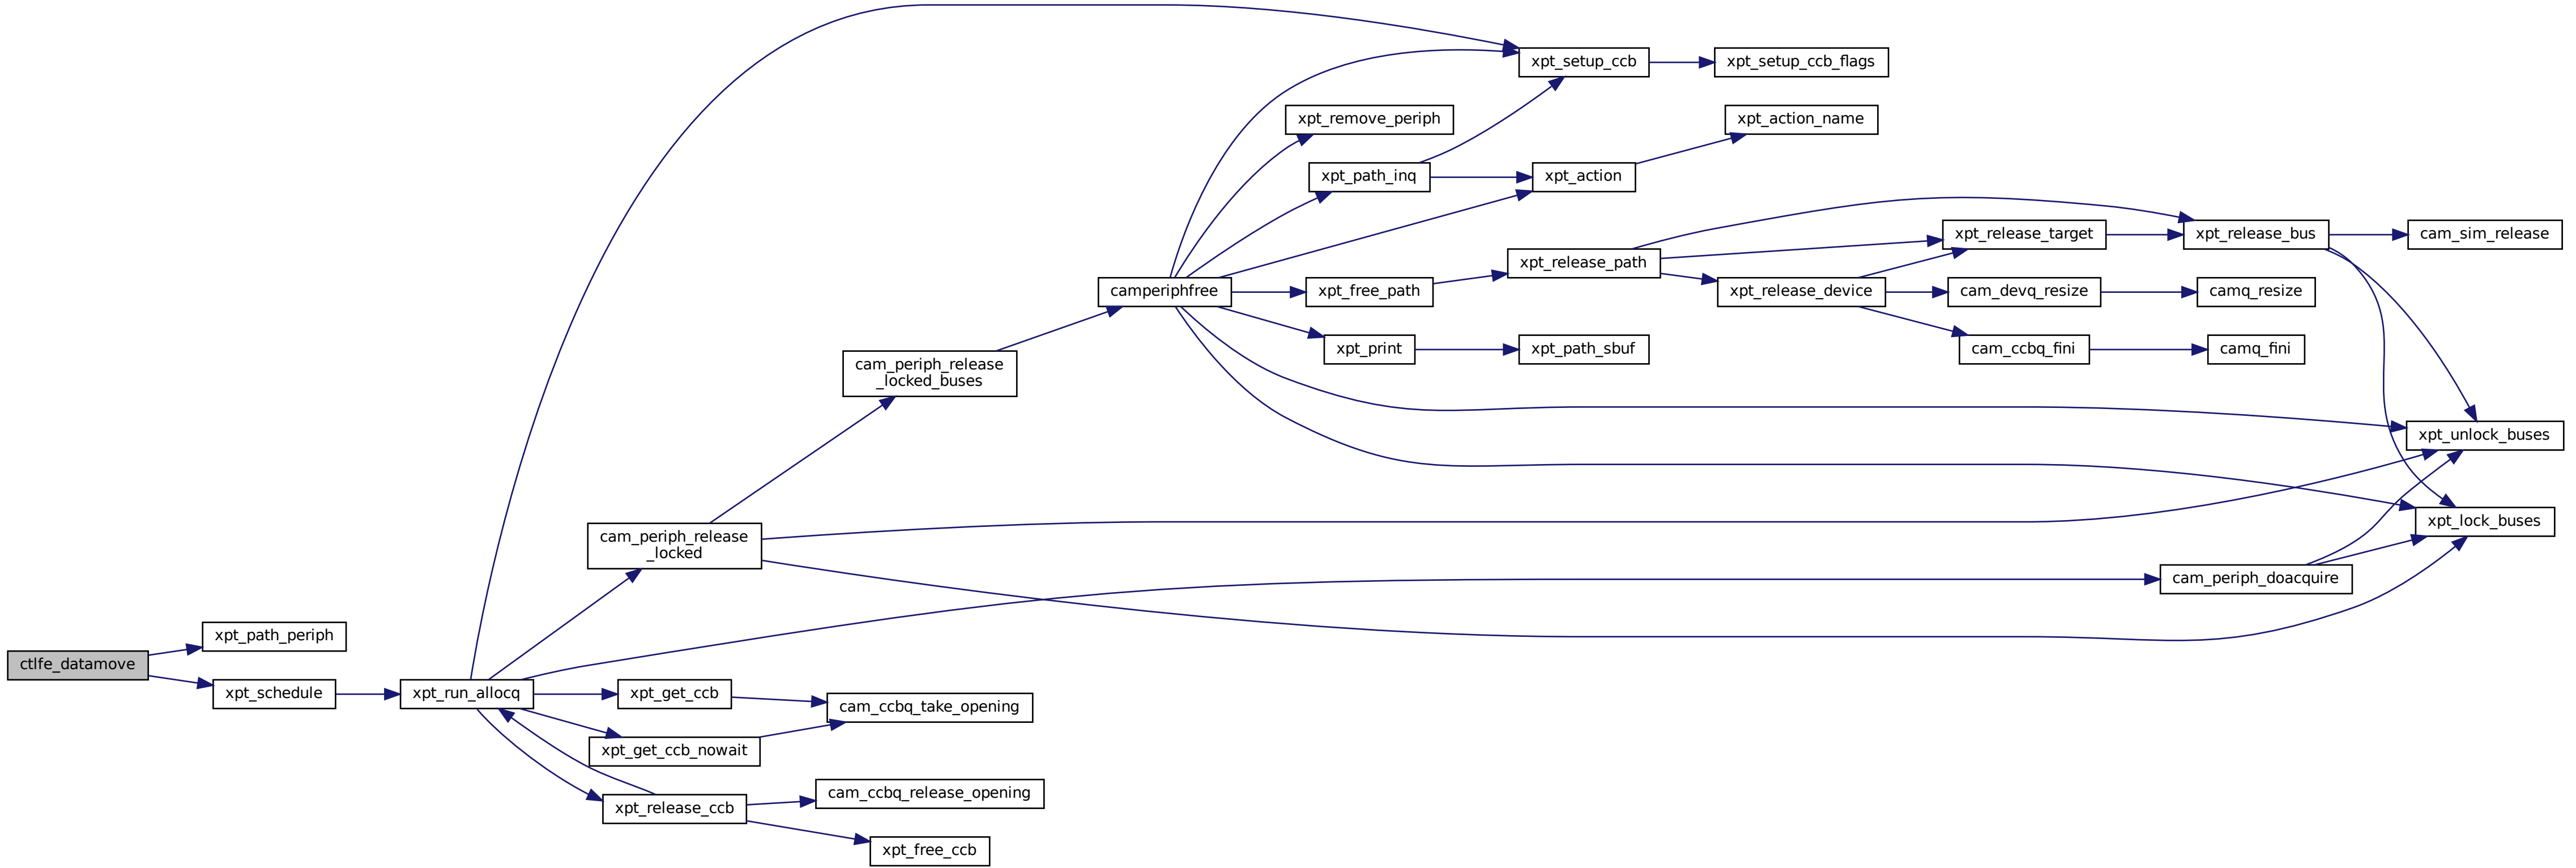 xpt_setup_ccb
xpt_setup_ccb_flags
xpt_remove_periph
xpt_action_name
xpt_path_inq
xpt_action
xpt_release_target
xpt_release_bus
cam_sim_release
xpt_release_path
camperiphfree
xpt_free_path
xpt_release_device
cam_devq_resize
camq_resize
xpt_print
xpt_path_sbuf
cam_ccbq_fini
camq_fini
cam_periph_release
_locked_buses
xpt_unlock_buses
cam_periph_release
_locked
xpt_lock_buses
cam_periph_doacquire
xpt_path_periph
ctlfe_datamove
xpt_schedule
xpt_run_allocq
xpt_get_ccb
cam_ccbq_take_opening
xpt_get_ccb_nowait
xpt_release_ccb
cam_ccbq_release_opening
xpt_free_ccb